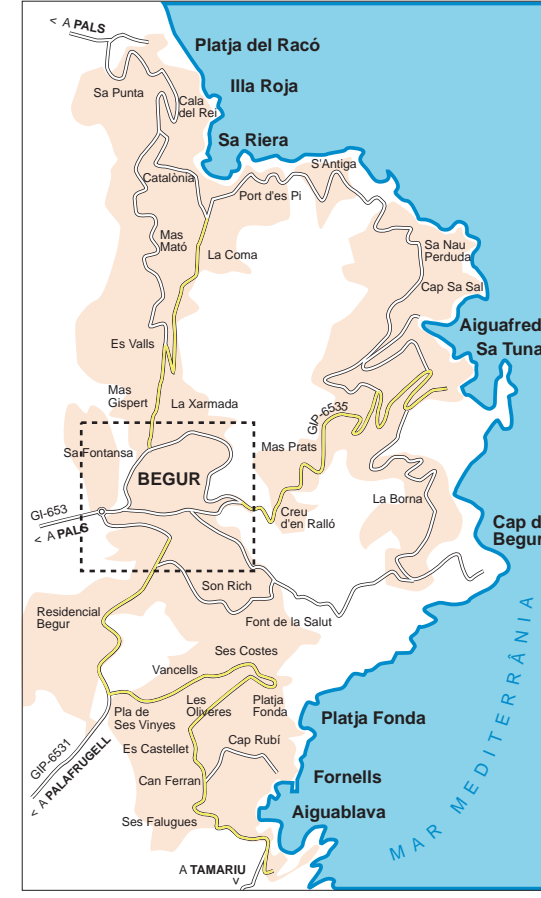 < A PALS
Platja del Racó
Illa Roja
Sa Punta
Cala
del Rei
Sa Riera
S'Antiga
Catalònia
Port d'es Pi
Mas
Mató
La Coma
Sa Nau
Perduda
Cap Sa Sal
Aiguafred
Sa Tuna
Es Valls
Mas
Gispert
La Xarmada
GIP-6535
Sa Fontansa
Mas Prats
BEGUR
La Borna
GI-653
< A PALS
Creu
d'en Ralló
Cap d
Begur
Son Rich
Residencial
Begur
Font de la Salut
Ses Costes
Vancells
Les
Oliveres
Platja
Fonda
Pla de
Ses Vinyes
Platja Fonda
Cap Rubí
Es Castellet
GIP-6531
< A PALAFRUGELL
Can Ferran
Fornells
Aiguablava
Ses Falugues
MAR MEDITERRÂNIA
A TAMARIU
<